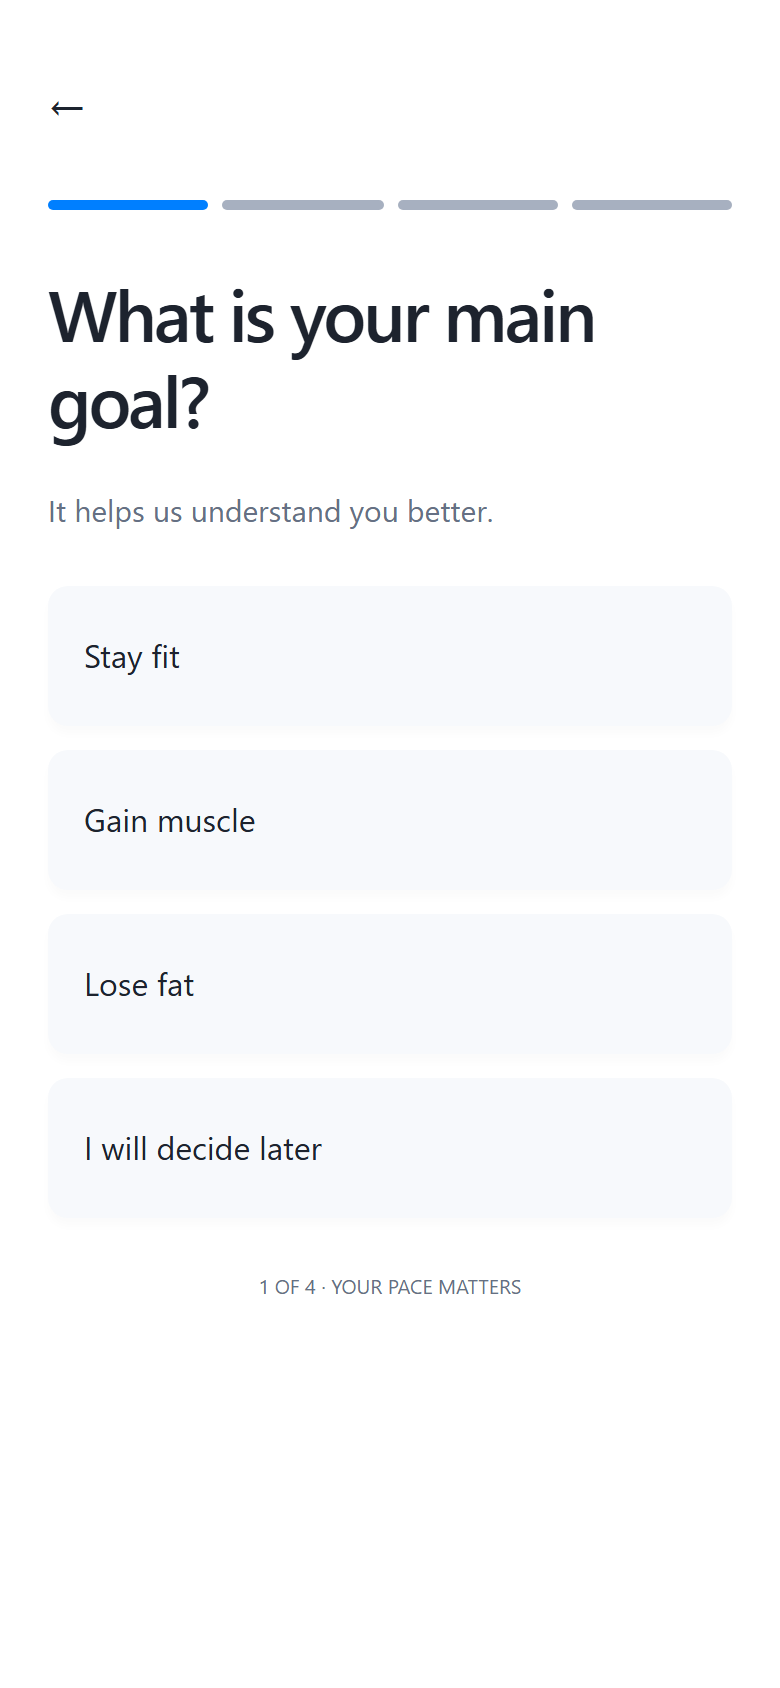 What is your main
goal?
It helps us understand you better.
Stay fit
Gain muscle
Lose fat
I will decide later
1 OF 4 · YOUR PACE MATTERS